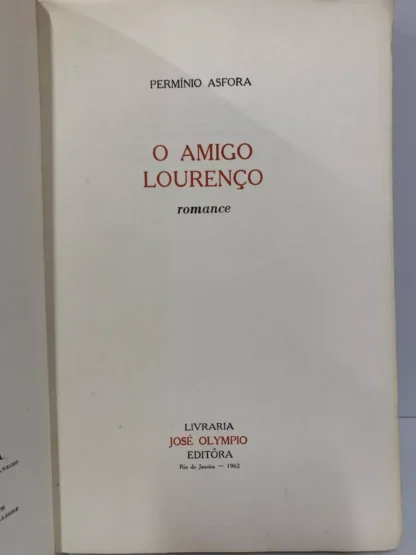 PERMÍNIO ASFORA
O AMIGO
LOURENÇO
romance
LIVRARIA
JOSÉ OLYMPIO
EDITÔRA
Rio de Janeiro — 1962